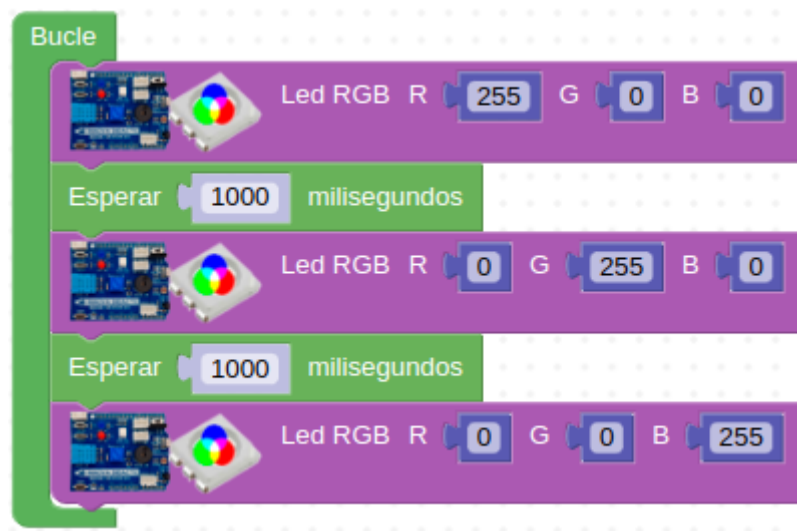 Bucle
Led RGB R 255 G 0 B 0
Esperar 1000 milisegundos
Led RGB R 0 G 255 B 0
Esperar 1000 milisegundos
Led RGB R 0 G 0 B 255